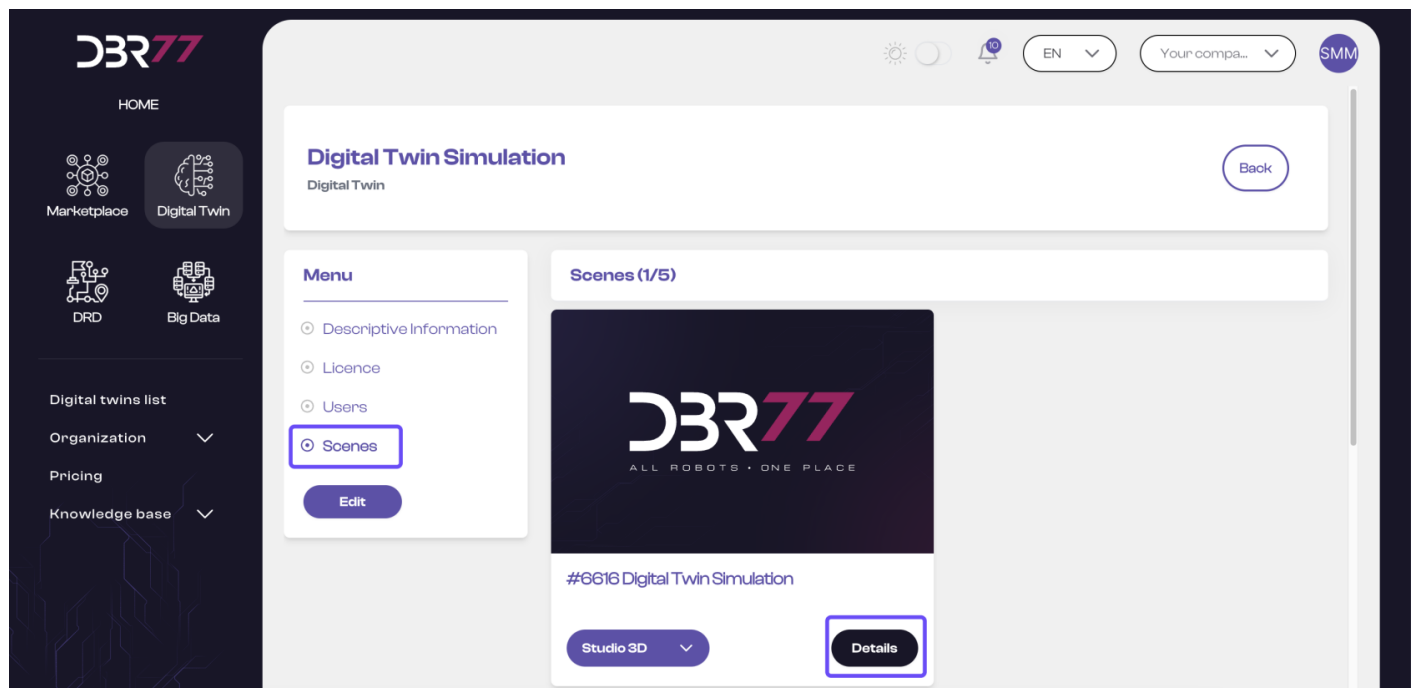 DBR77
10
EN
Your compa...
SMM
HOME
Marketplace
Digital Twin
DRD
Big Data
Digital twins list
Organization
Pricing
Knowledge base
Digital Twin Simulation
Digital Twin
Back
Menu
Descriptive Information
Licence
Users
Scenes
Edit
Scenes (1/5)
DBR77
ALL ROBOTS • ONE PLACE
#6616 Digital Twin Simulation
Studio 3D
Details